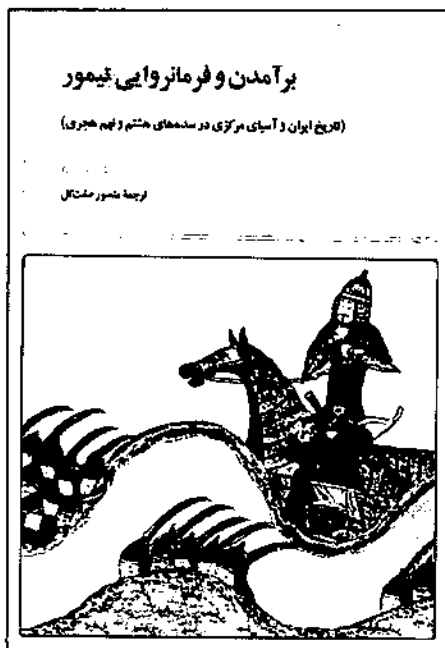 برآمدن و فرمانروایی تیمور
(تاریخ ایران و آسیای مرکزی در سده‌های هشتم و نهم هجری)
ترجمهٔ منصور صفت‌گل